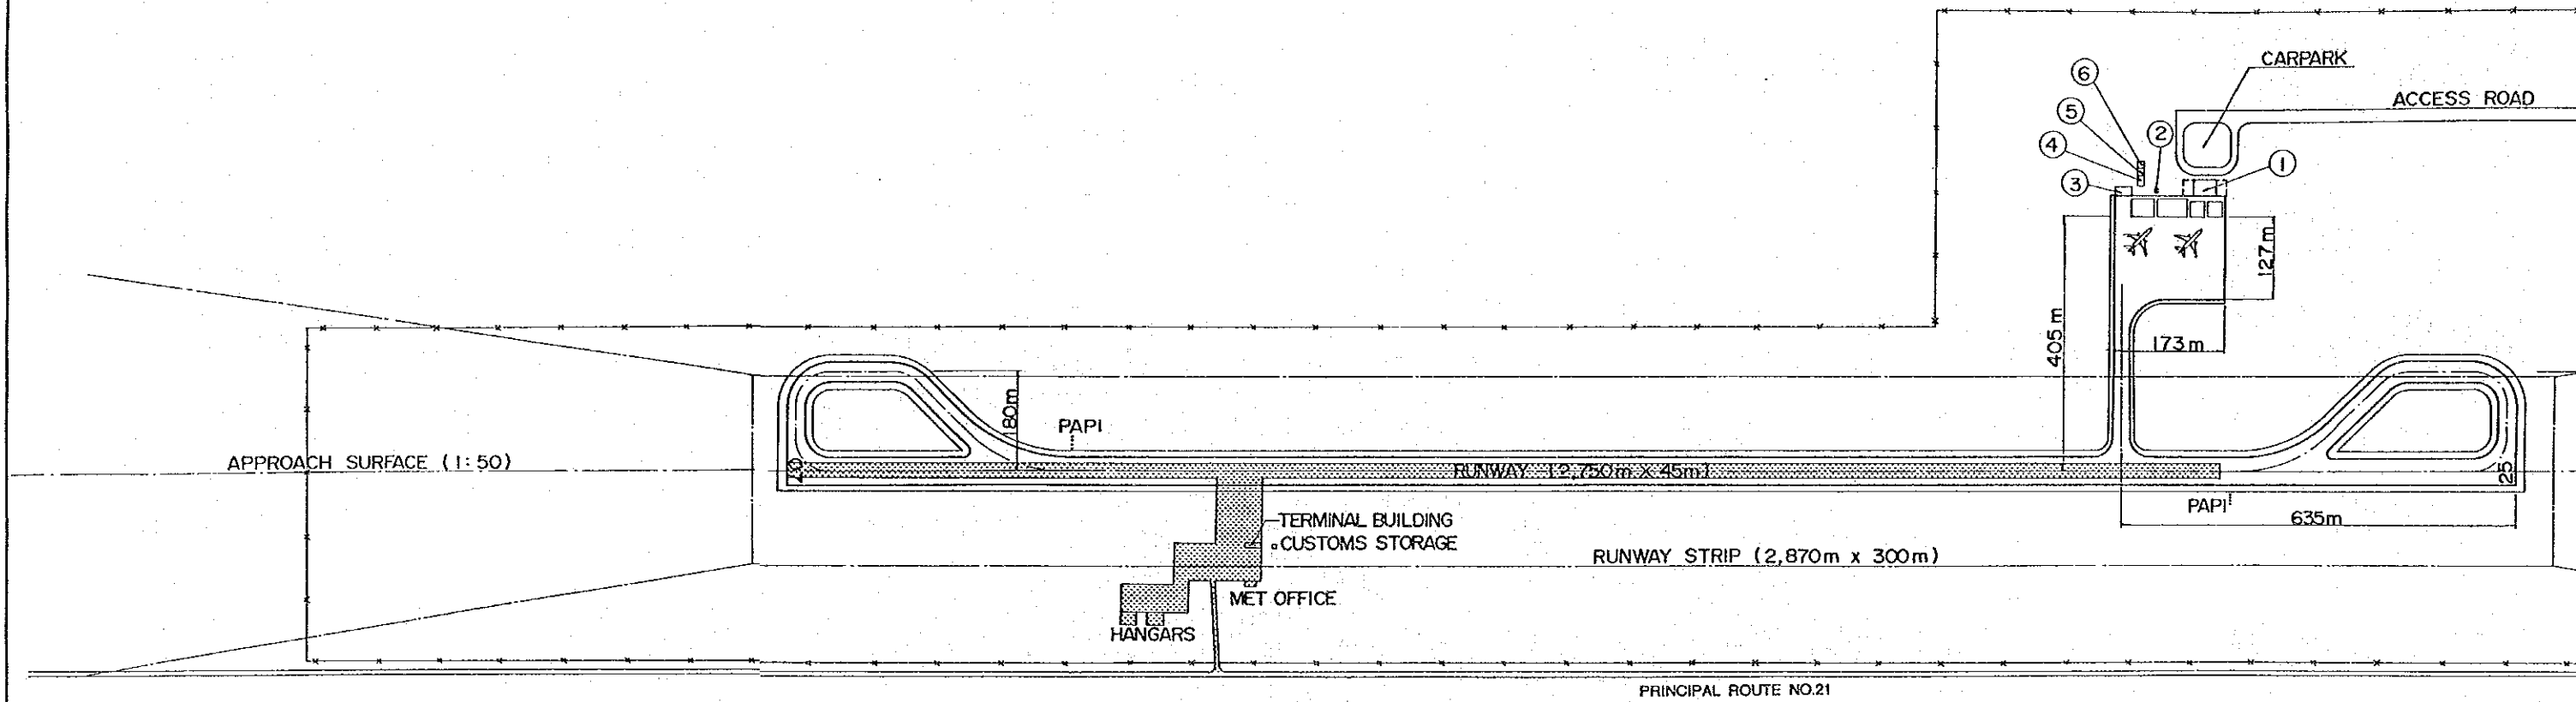 CARPARK
ACCESS ROAD
⑥
⑤
④
③
②
①
127m
405m
173m
180m
PAPI
APPROACH SURFACE (1:50)
RUNWAY (2,750m x 45m)
25
PAPI
635m
TERMINAL BUILDING
CUSTOMS STORAGE
RUNWAY STRIP (2,870m x 300m)
MET OFFICE
HANGARS
PRINCIPAL ROUTE NO.21